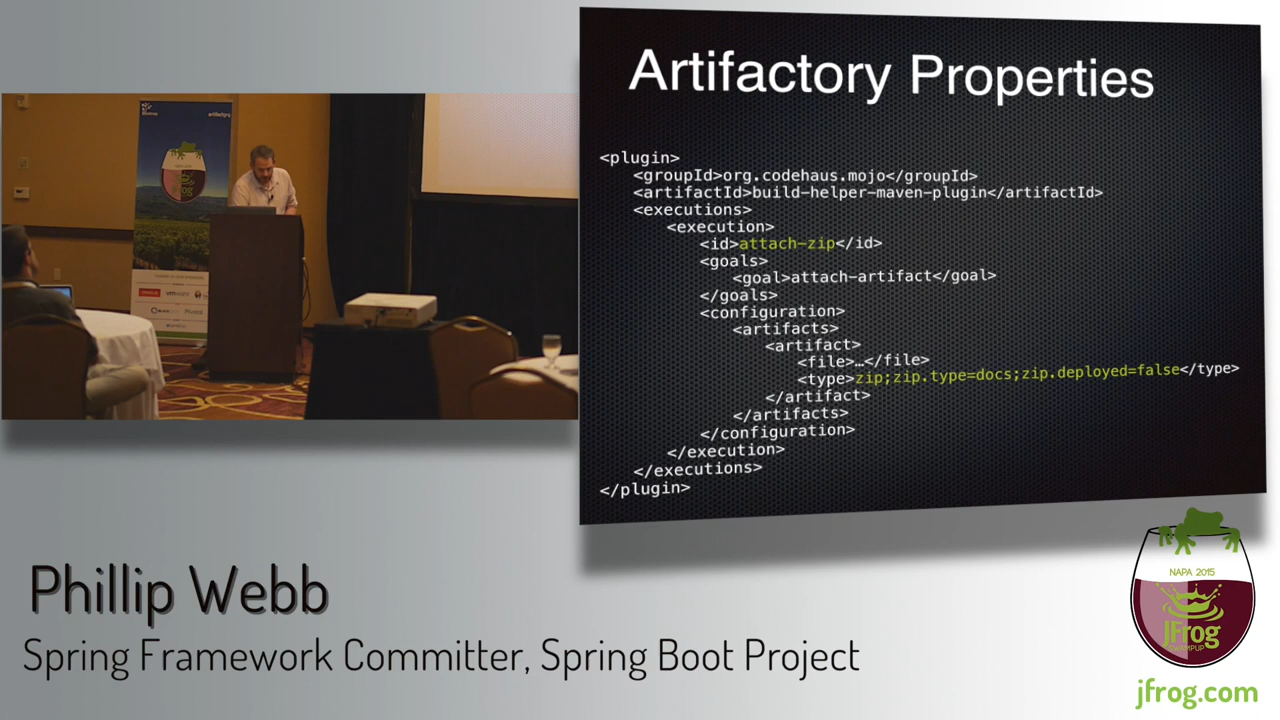 Artifactory Properties
<plugin>
<groupId>org.codehaus.mojo</groupId>
<artifactId>build-helper-maven-plugin</artifactId>
<executions>
<execution>
<id>attach-zip</id>
<goals>
<goal>attach-artifact</goal>
</goals>
<configuration>
<artifacts>
<artifact>
<file>…</file>
<type>zip;zip.type=docs;zip.deployed=false</type>
</artifact>
</artifacts>
</configuration>
</execution>
</executions>
</plugin>
artifactory
vmware
Phillip Webb
Spring Framework Committer, Spring Boot Project
NAPA 2015
JFrog
jfrog.com